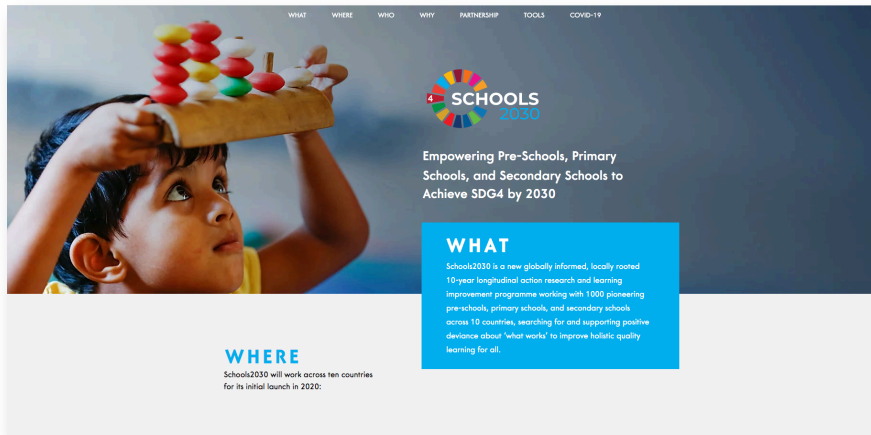 WHAT WHERE WHO WHY PARTNERSHIP TOOLS COVID-19
4 SCHOOLS
2030
Empowering Pre-Schools, Primary
Schools, and Secondary Schools to
Achieve SDG4 by 2030
WHAT
Schools2030 is a new globally informed, locally rooted
10-year longitudinal action research and learning
improvement programme working with 1000 pioneering
pre-schools, primary schools, and secondary schools
across 10 countries, searching for and supporting positive
deviance about 'what works' to improve holistic quality
learning for all.
WHERE
Schools2030 will work across ten countries
for its initial launch in 2020: